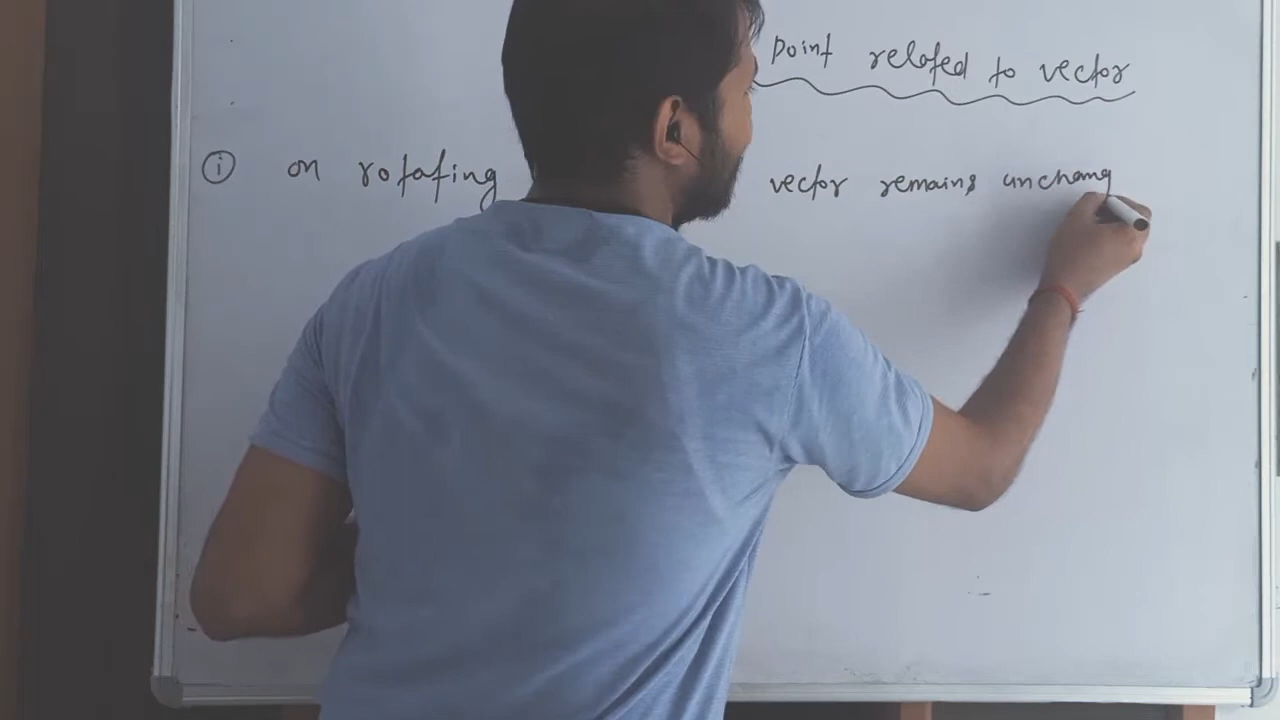 point related to vector
(i) on rotating vector remains unchang